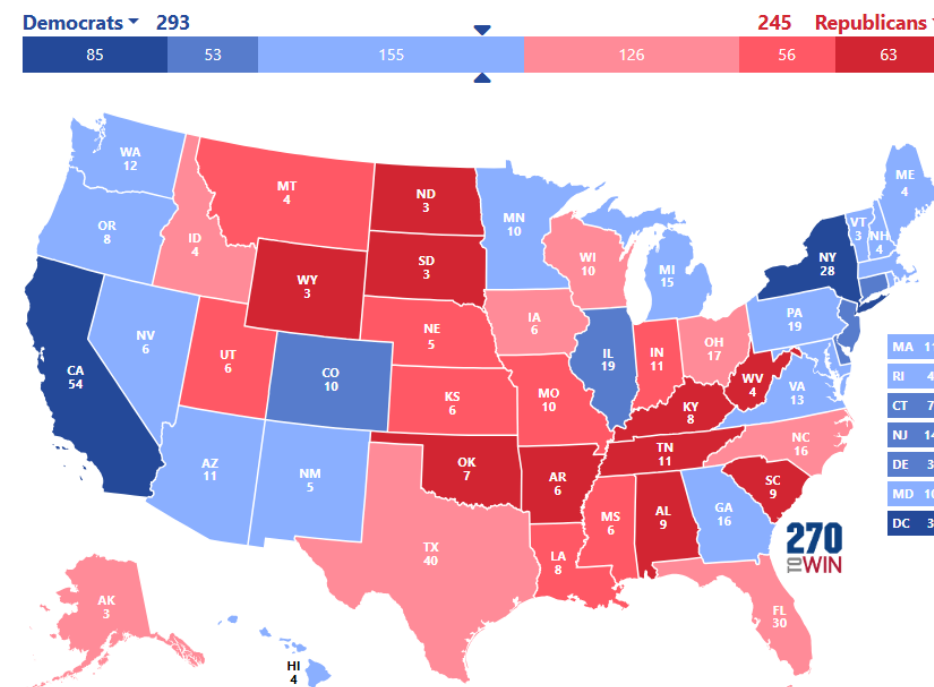 Democrats 293
245 Republicans
85 53 155 126 56 63
WA
12
OR
8
CA
54
NV
6
ID
4
MT
4
WY
3
UT
6
CO
10
AZ
11
NM
5
ND
3
SD
3
NE
5
KS
6
OK
7
TX
40
MN
10
IA
6
MO
10
AR
6
LA
8
WI
10
IL
19
MI
15
IN
11
OH
17
KY
8
TN
11
MS
6
AL
9
GA
16
FL
30
SC
9
NC
16
VA
13
WV
4
PA
19
NY
28
VT
3
NH
4
ME
4
MA
RI 4
CT 7
NJ
DE 3
MD
DC 3
AK
3
HI
4
270
TO WIN